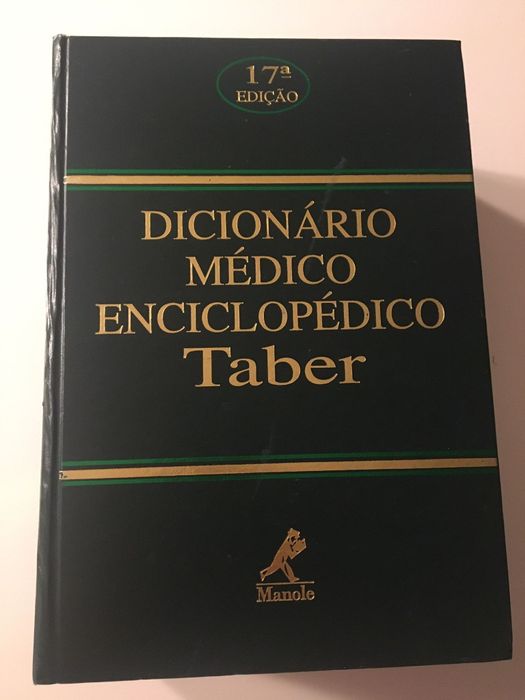 17ª
EDIÇÃO
DICIONÁRIO
MÉDICO
ENCICLOPÉDICO
Taber
Manole